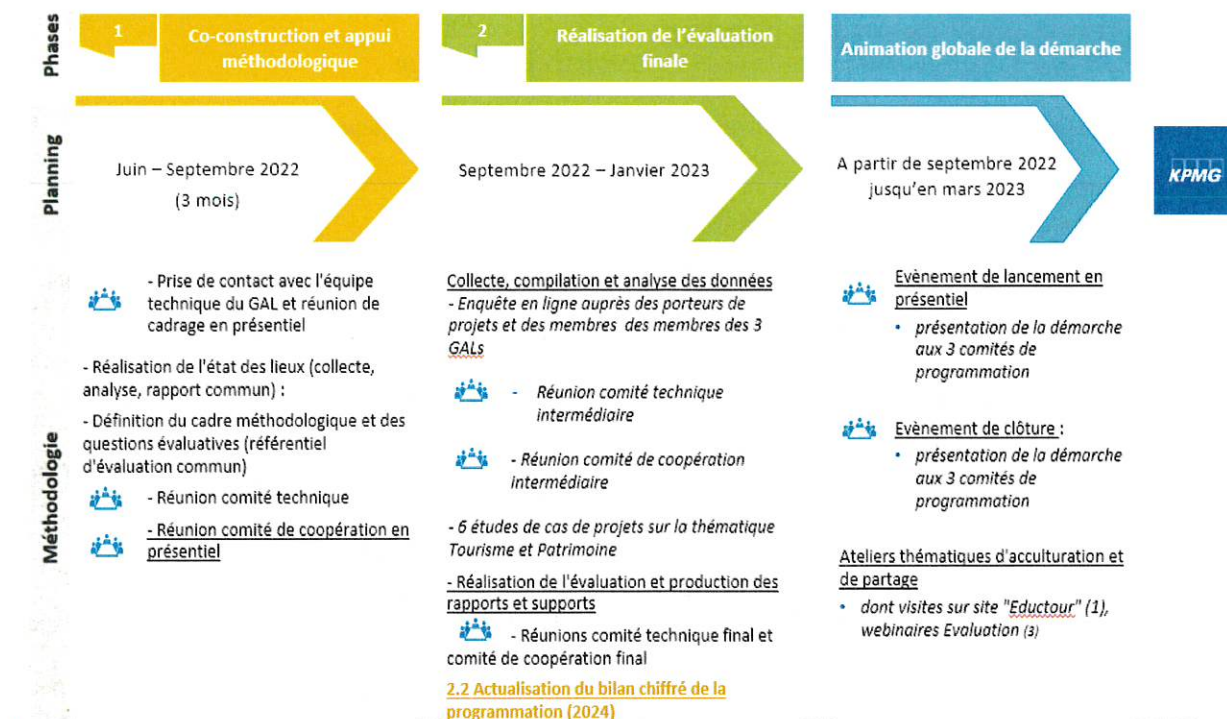 Phases
1
Co-construction et appui
méthodologique
2
Réalisation de l'évaluation
finale
Animation globale de la démarche
Planning
Juin – Septembre 2022
(3 mois)
Septembre 2022 – Janvier 2023
A partir de septembre 2022
jusqu'en mars 2023
KPMG
Méthodologie
- Prise de contact avec l'équipe
technique du GAL et réunion de
cadrage en présentiel
- Réalisation de l'état des lieux (collecte,
analyse, rapport commun) :
- Définition du cadre méthodologique et des
questions évaluatives (référentiel
d'évaluation commun)
- Réunion comité technique
- Réunion comité de coopération en
présentiel
Collecte, compilation et analyse des données
- Enquête en ligne auprès des porteurs de
projets et des membres des membres des 3
GALs
- Réunion comité technique
intermédiaire
- Réunion comité de coopération
intermédiaire
- 6 études de cas de projets sur la thématique
Tourisme et Patrimoine
- Réalisation de l'évaluation et production des
rapports et supports
- Réunions comité technique final et
comité de coopération final
2.2 Actualisation du bilan chiffré de la
programmation (2024)
Evènement de lancement en
présentiel
• présentation de la démarche
aux 3 comités de
programmation
Evènement de clôture :
• présentation de la démarche
aux 3 comités de
programmation
Ateliers thématiques d'acculturation et
de partage
• dont visites sur site "Eductour" (1),
webinaires Evaluation (3)